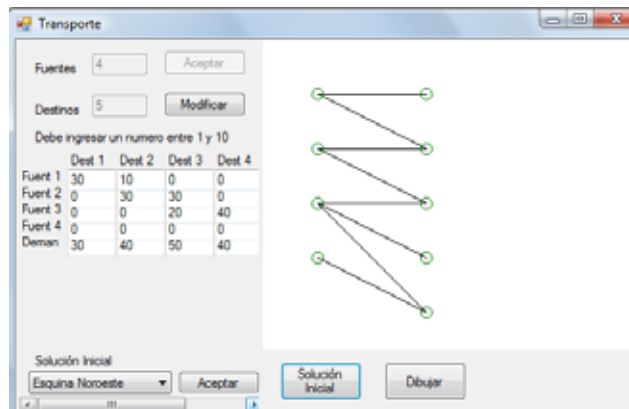 Transporte
Fuentes 4 Aceptar
Destinos 5 Modificar
Debe ingresar un numero entre 1 y 10
Dest 1 Dest 2 Dest 3 Dest 4
Fuent 1 30 10 0 0
Fuent 2 0 30 30 0
Fuent 3 0 0 20 40
Fuent 4 0 0 0 0
Deman 30 40 50 40
Solución Inicial
Esquina Noroeste Aceptar
Solución
Inicial
Dibujar